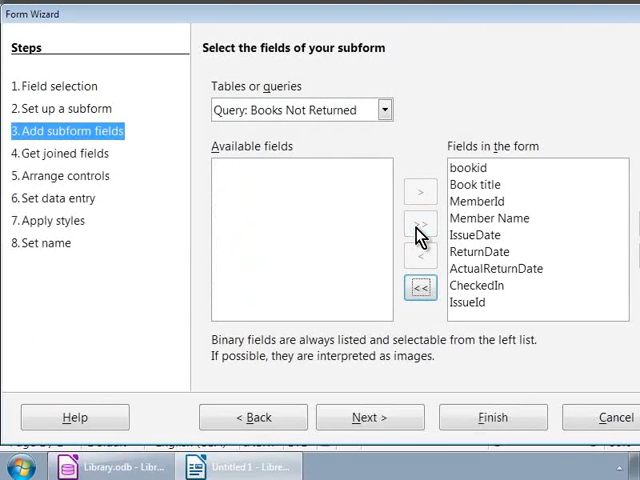 Form Wizard
Steps
1.Field selection
2.Set up a subform
3.Add subform fields
4.Get joined fields
5.Arrange controls
6.Set data entry
7.Apply styles
8.Set name
Select the fields of your subform
Tables or queries
Query: Books Not Returned
Available fields
>
>>
<
<<
Fields in the form
bookid
Book title
MemberId
Member Name
IssueDate
ReturnDate
ActualReturnDate
CheckedIn
IssueId
Binary fields are always listed and selectable from the left list.
If possible, they are interpreted as images.
Help
< Back
Next >
Finish
Cancel
Library.odb - Libr...
Untitled 1 - Libre...